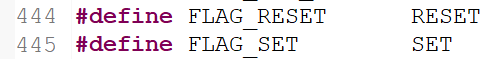 444 #define FLAG_RESET RESET
445 #define FLAG_SET SET